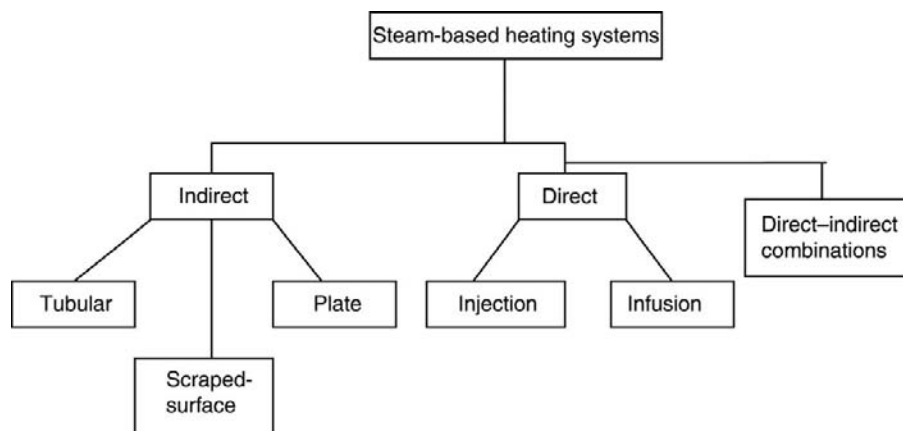 Steam-based heating systems
Indirect
Direct
Direct–indirect
combinations
Tubular
Plate
Injection
Infusion
Scraped-
surface